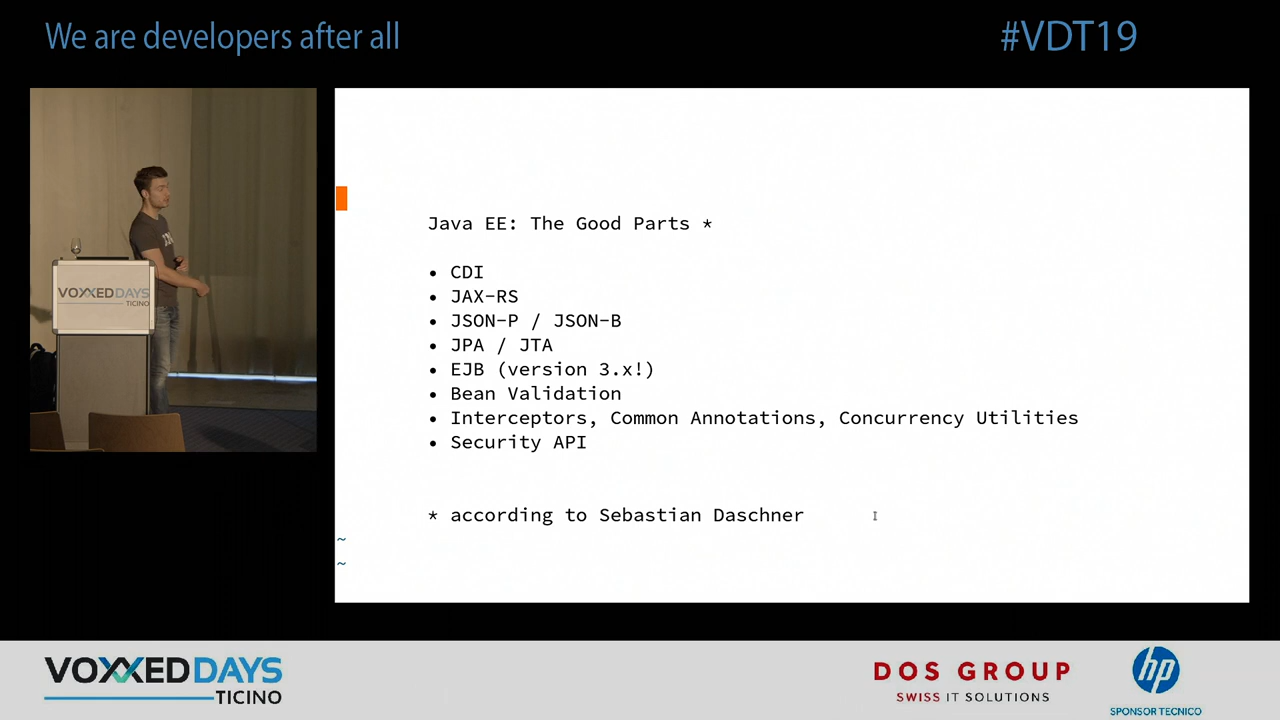 We are developers after all
#VDT19
VOXXEDDAYS
TICINO
Java EE: The Good Parts *
• CDI
• JAX-RS
• JSON-P / JSON-B
• JPA / JTA
• EJB (version 3.x!)
• Bean Validation
• Interceptors, Common Annotations, Concurrency Utilities
• Security API
* according to Sebastian Daschner
~
~
VOXXEDDAYS
TICINO
DOS GROUP
SWISS IT SOLUTIONS
hp
SPONSOR TECNICO